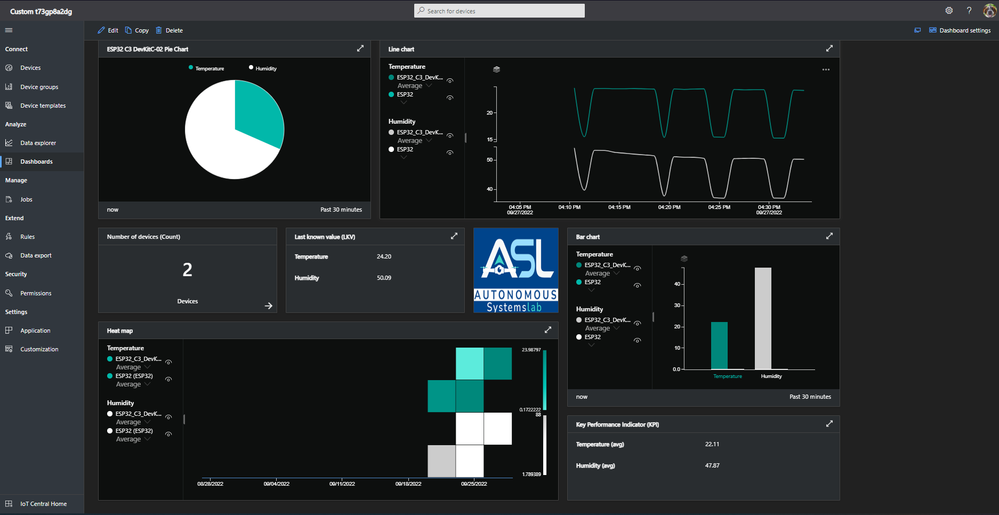 Custom t73gp8a2dg
Search for devices
?
Edit
Copy
Delete
Dashboard settings
Connect
Devices
Device groups
Device templates
Analyze
Data explorer
Dashboards
Manage
Jobs
Extend
Rules
Data export
Security
Permissions
Settings
Application
Customization
IoT Central Home
ESP32 C3 DevKitC-02 Pie Chart
Temperature Humidity
now Past 30 minutes
Line chart
Temperature
ESP32_C3_DevK...
Average
ESP32
Humidity
ESP32_C3_DevK...
Average
ESP32
20
15
50
40
04:05 PM 04:10 PM 04:15 PM 04:20 PM 04:25 PM 04:30 PM
09/27/2022 09/27/2022
Number of devices (Count)
2
Devices
Last known value (LKV)
Temperature 24.20
Humidity 50.09
ASL
AUTONOMOUS
Systemslab
Bar chart
Temperature
ESP32_C3_DevK...
Average
ESP32
Humidity
ESP32_C3_DevK...
Average
ESP32
40
30
20
10
0.0
Temperature Humidity
now Past 30 minutes
Heat map
Temperature
ESP32_C3_DevK...
Average
ESP32 (ESP32)
Average
Humidity
ESP32_C3_DevK...
Average
ESP32 (ESP32)
Average
23.98797
0.1722222
88
1.789389
08/28/2022 09/04/2022 09/11/2022 09/18/2022 09/25/2022
Key Performance Indicator (KPI)
Temperature (avg) 22.11
Humidity (avg) 47.87